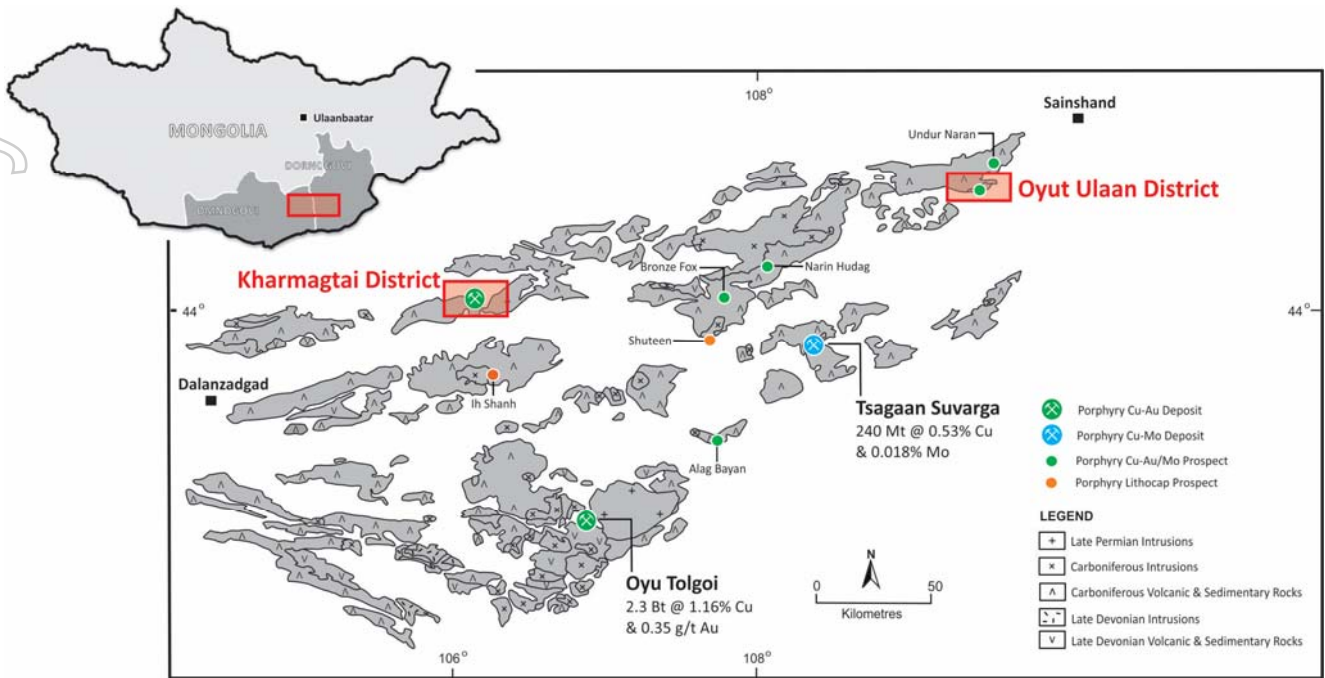 MONGOLIA
Ulaanbaatar
DORNOGOVI
108°
Sainshand
Undur Naran
Oyut Ulaan District
Kharmagtai District
Bronze Fox
Narin Hudag
44°
44°
Shuteen
Dalanzadgad
Ih Shanh
Tsagaan Suvarga
240 Mt @ 0.53% Cu
& 0.018% Mo
Alag Bayan
Oyu Tolgoi
2.3 Bt @ 1.16% Cu
& 0.35 g/t Au
Porphyry Cu-Au Deposit
Porphyry Cu-Mo Deposit
Porphyry Cu-Au/Mo Prospect
Porphyry Lithocap Prospect
LEGEND
Late Permian Intrusions
Carboniferous Intrusions
Carboniferous Volcanic & Sedimentary Rocks
Late Devonian Intrusions
Late Devonian Volcanic & Sedimentary Rocks
N
0 50
Kilometres
106°
108°